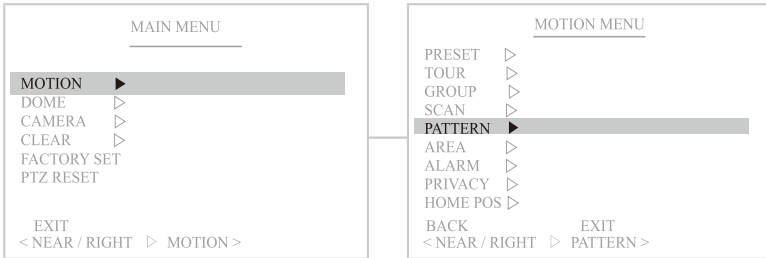 MAIN MENU
MOTION ▶
DOME ▷
CAMERA ▷
CLEAR ▷
FACTORY SET
PTZ RESET
EXIT
< NEAR / RIGHT ▷ MOTION >
MOTION MENU
PRESET ▷
TOUR ▷
GROUP ▷
SCAN ▷
PATTERN ▶
AREA ▷
ALARM ▷
PRIVACY ▷
HOME POS ▷
BACK EXIT
< NEAR / RIGHT ▷ PATTERN >